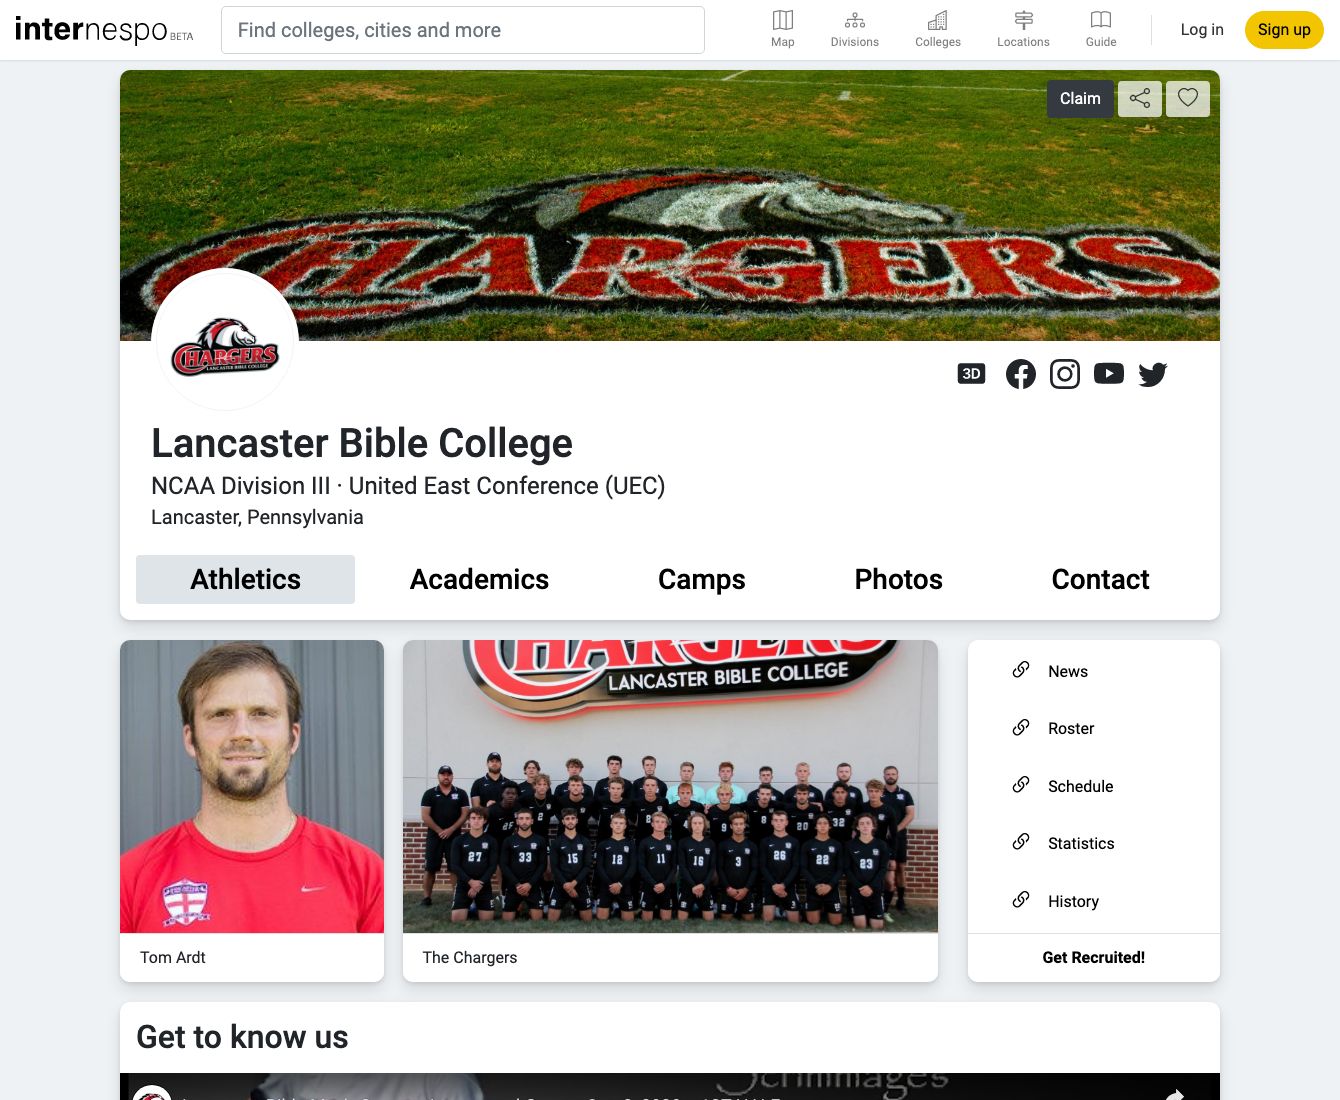 internespo BETA
Find colleges, cities and more
Map
Divisions
Colleges
Locations
Guide
Log in
Sign up
Claim
CHARGERS
CHARGERS
LANCASTER BIBLE COLLEGE
3D
Lancaster Bible College
NCAA Division III · United East Conference (UEC)
Lancaster, Pennsylvania
Athletics
Academics
Camps
Photos
Contact
CHARGERS
LANCASTER BIBLE COLLEGE
8
20
32
27
33
15
12
11
16
3
26
22
23
Tom Ardt
The Chargers
News
Roster
Schedule
Statistics
History
Get Recruited!
Get to know us
Scrimmages